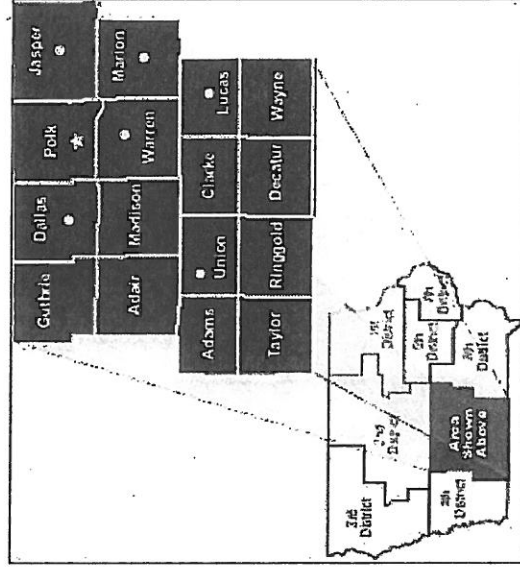 Guthrie Dallas Polk Jasper
Adair Madison Warren Marion
Adams Union Clarke Lucas
Taylor Ringgold Decatur Wayne
3rd
District
District
District
District
District
District
Area
Shown
Above